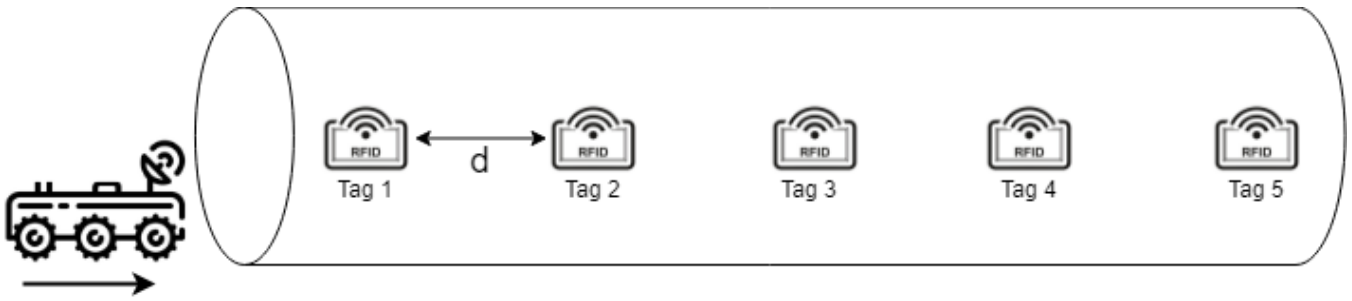 RFID
RFID
RFID
RFID
RFID
d
Tag 1
Tag 2
Tag 3
Tag 4
Tag 5